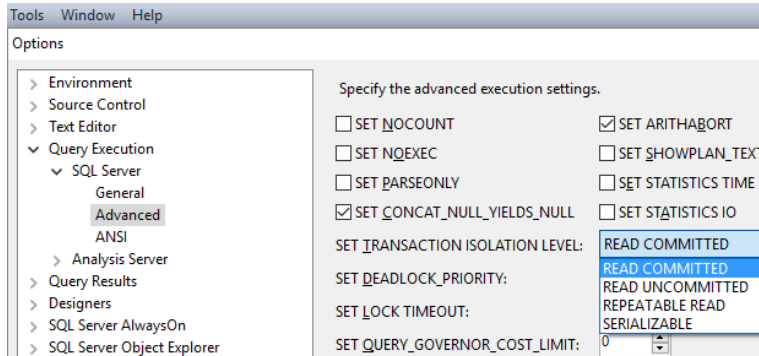 Tools Window Help
Options
Environment
Source Control
Text Editor
Query Execution
SQL Server
General
Advanced
ANSI
Analysis Server
Query Results
Designers
SQL Server AlwaysOn
SQL Server Object Explorer
Specify the advanced execution settings.
SET NOCOUNT
SET ARITHABORT
SET NOEXEC
SET SHOWPLAN_TEXT
SET PARSEONLY
SET STATISTICS TIME
SET CONCAT_NULL_YIELDS_NULL
SET STATISTICS IO
SET TRANSACTION ISOLATION LEVEL: READ COMMITTED
READ COMMITTED
READ UNCOMMITTED
REPEATABLE READ
SERIALIZABLE
SET DEADLOCK_PRIORITY:
SET LOCK TIMEOUT:
SET QUERY_GOVERNOR_COST_LIMIT: 0